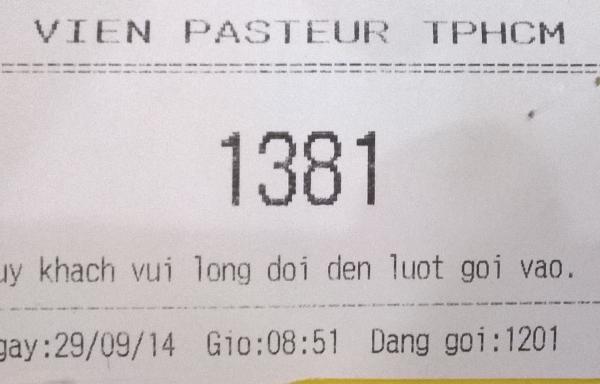 VIEN PASTEUR TPHCM
1381
uy khach vui long doi den luot goi vao.
gay:29/09/14 Gio:08:51 Dang goi:1201